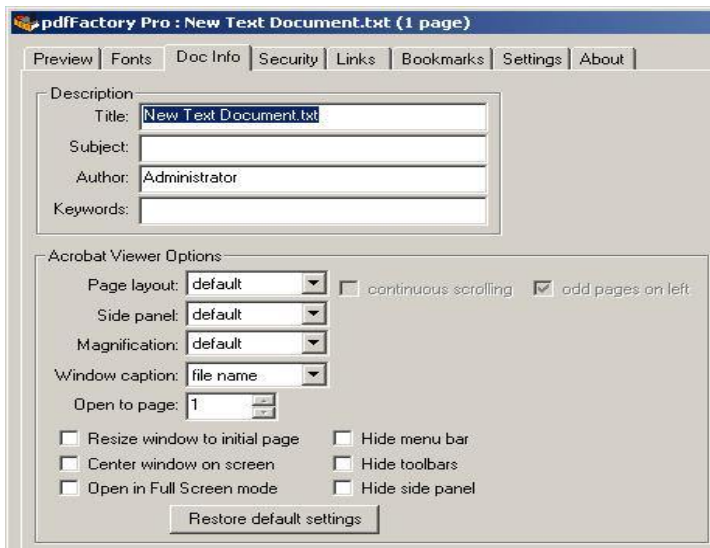 pdfFactory Pro : New Text Document.txt (1 page)
Preview Fonts Doc Info Security Links Bookmarks Settings About
Description
Title: New Text Document.txt
Subject:
Author: Administrator
Keywords:
Acrobat Viewer Options
Page layout: default continuous scrolling odd pages on left
Side panel: default
Magnification: default
Window caption: file name
Open to page: 1
Resize window to initial page Hide menu bar
Center window on screen Hide toolbars
Open in Full Screen mode Hide side panel
Restore default settings